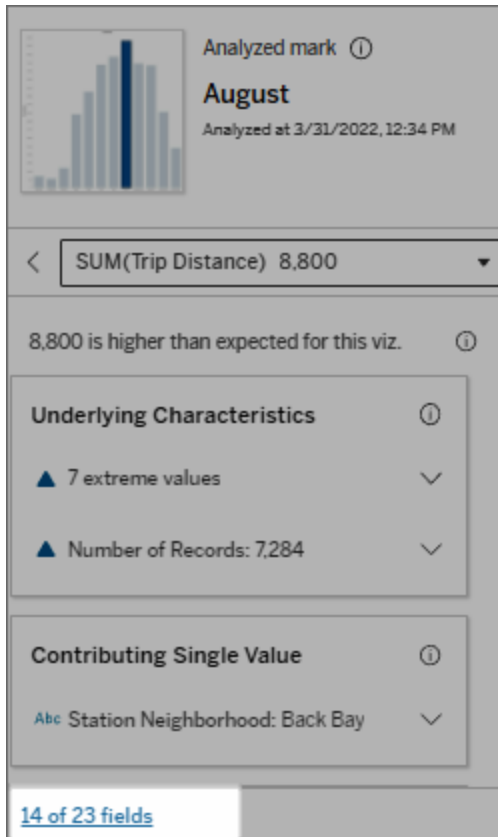 Analyzed mark
August
Analyzed at 3/31/2022, 12:34 PM
SUM(Trip Distance) 8,800
8,800 is higher than expected for this viz.
Underlying Characteristics
7 extreme values
Number of Records: 7,284
Contributing Single Value
Abc Station Neighborhood: Back Bay
14 of 23 fields